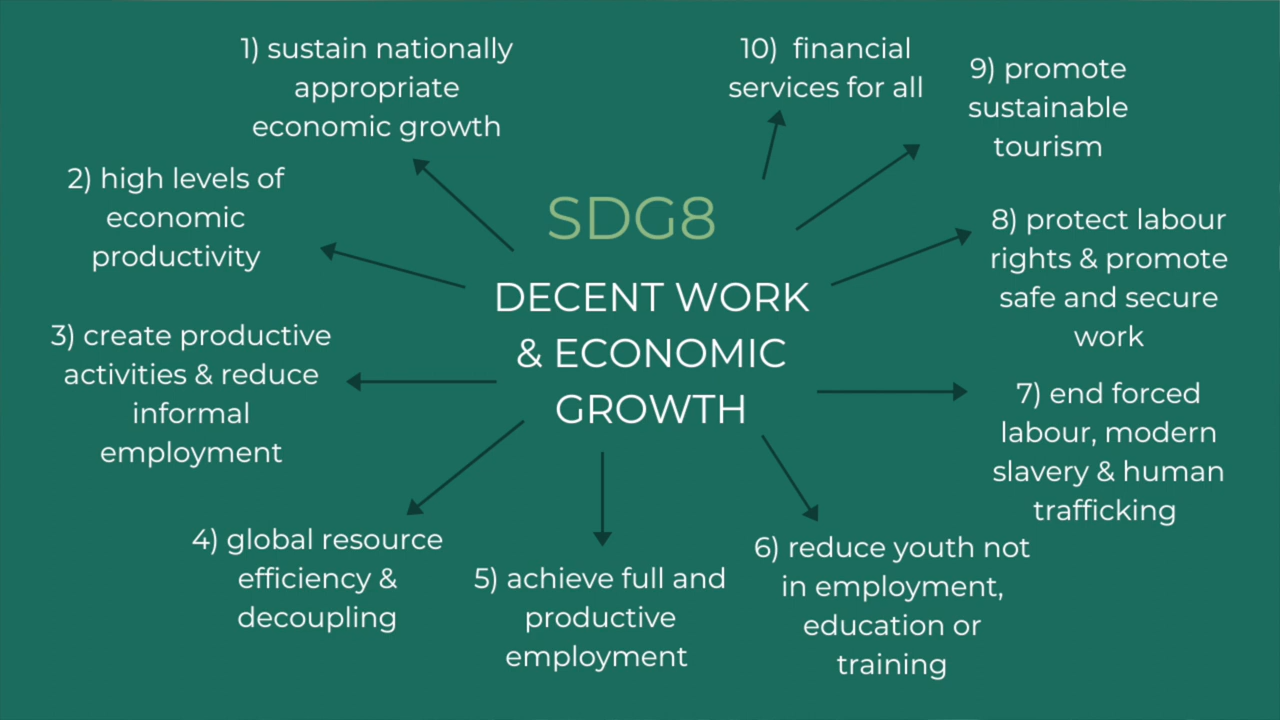 SDG8
DECENT WORK
& ECONOMIC
GROWTH
1) sustain nationally
appropriate
economic growth
2) high levels of
economic
productivity
3) create productive
activities & reduce
informal
employment
4) global resource
efficiency &
decoupling
5) achieve full and
productive
employment
6) reduce youth not
in employment,
education or
training
7) end forced
labour, modern
slavery & human
trafficking
8) protect labour
rights & promote
safe and secure
work
9) promote
sustainable
tourism
10) financial
services for all